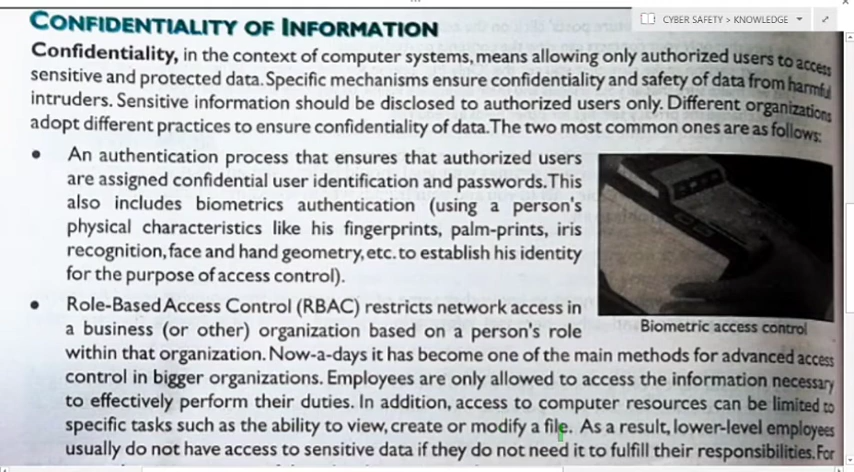 CYBER SAFETY > KNOWLEDGE
CONFIDENTIALITY OF INFORMATION
Confidentiality, in the context of computer systems, means allowing only authorized users to access
sensitive and protected data. Specific mechanisms ensure confidentiality and safety of data from harmful
intruders. Sensitive information should be disclosed to authorized users only. Different organizations
adopt different practices to ensure confidentiality of data. The two most common ones are as follows:
• An authentication process that ensures that authorized users
are assigned confidential user identification and passwords. This
also includes biometrics authentication (using a person's
physical characteristics like his fingerprints, palm-prints, iris
recognition, face and hand geometry, etc. to establish his identity
for the purpose of access control).
• Role-Based Access Control (RBAC) restricts network access in
a business (or other) organization based on a person's role
Biometric access control
within that organization. Now-a-days it has become one of the main methods for advanced access
control in bigger organizations. Employees are only allowed to access the information necessary
to effectively perform their duties. In addition, access to computer resources can be limited to
specific tasks such as the ability to view, create or modify a file. As a result, lower-level employees
usually do not have access to sensitive data if they do not need it to fulfill their responsibilities. For